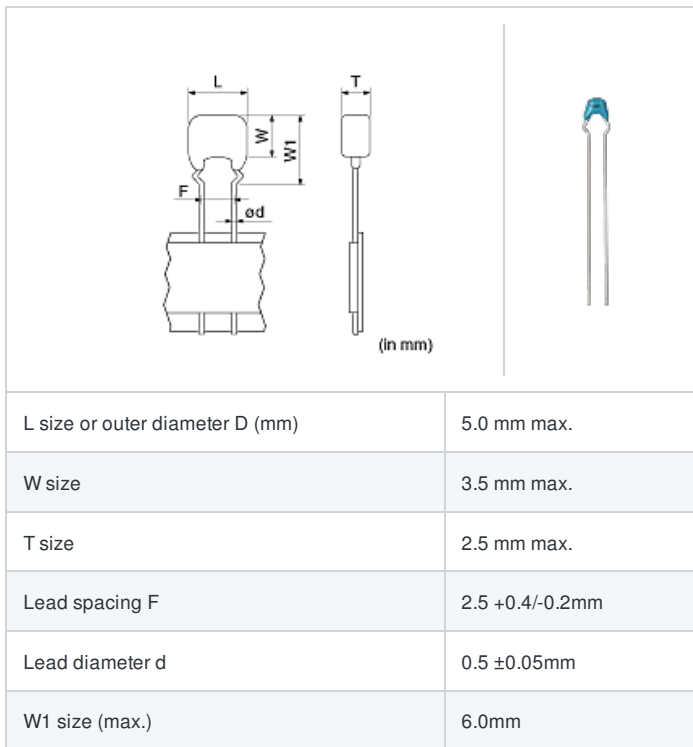 L
T
W
W1
F
ød
(in mm)
L size or outer diameter D (mm) 5.0 mm max.
W size 3.5 mm max.
T size 2.5 mm max.
Lead spacing F 2.5 +0.4/-0.2mm
Lead diameter d 0.5 ±0.05mm
W1 size (max.) 6.0mm